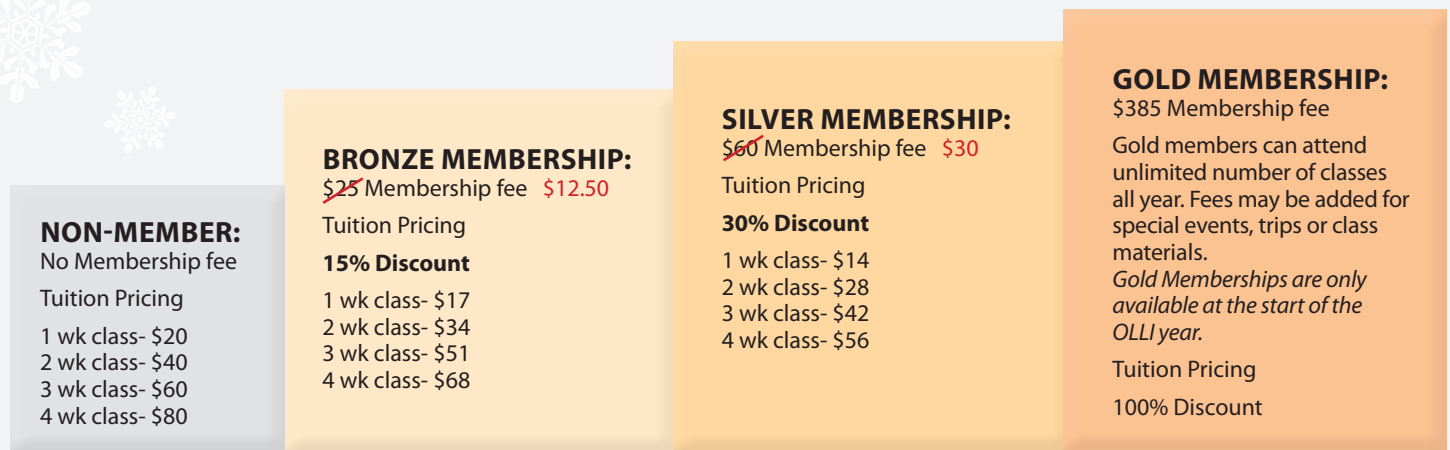 NON-MEMBER:
No Membership fee
Tuition Pricing
1 wk class- $20
2 wk class- $40
3 wk class- $60
4 wk class- $80
BRONZE MEMBERSHIP:
$25 Membership fee $12.50
Tuition Pricing
15% Discount
1 wk class- $17
2 wk class- $34
3 wk class- $51
4 wk class- $68
SILVER MEMBERSHIP:
$60 Membership fee $30
Tuition Pricing
30% Discount
1 wk class- $14
2 wk class- $28
3 wk class- $42
4 wk class- $56
GOLD MEMBERSHIP:
$385 Membership fee
Gold members can attend
unlimited number of classes
all year. Fees may be added for
special events, trips or class
materials.
Gold Memberships are only
available at the start of the
OLLI year.
Tuition Pricing
100% Discount